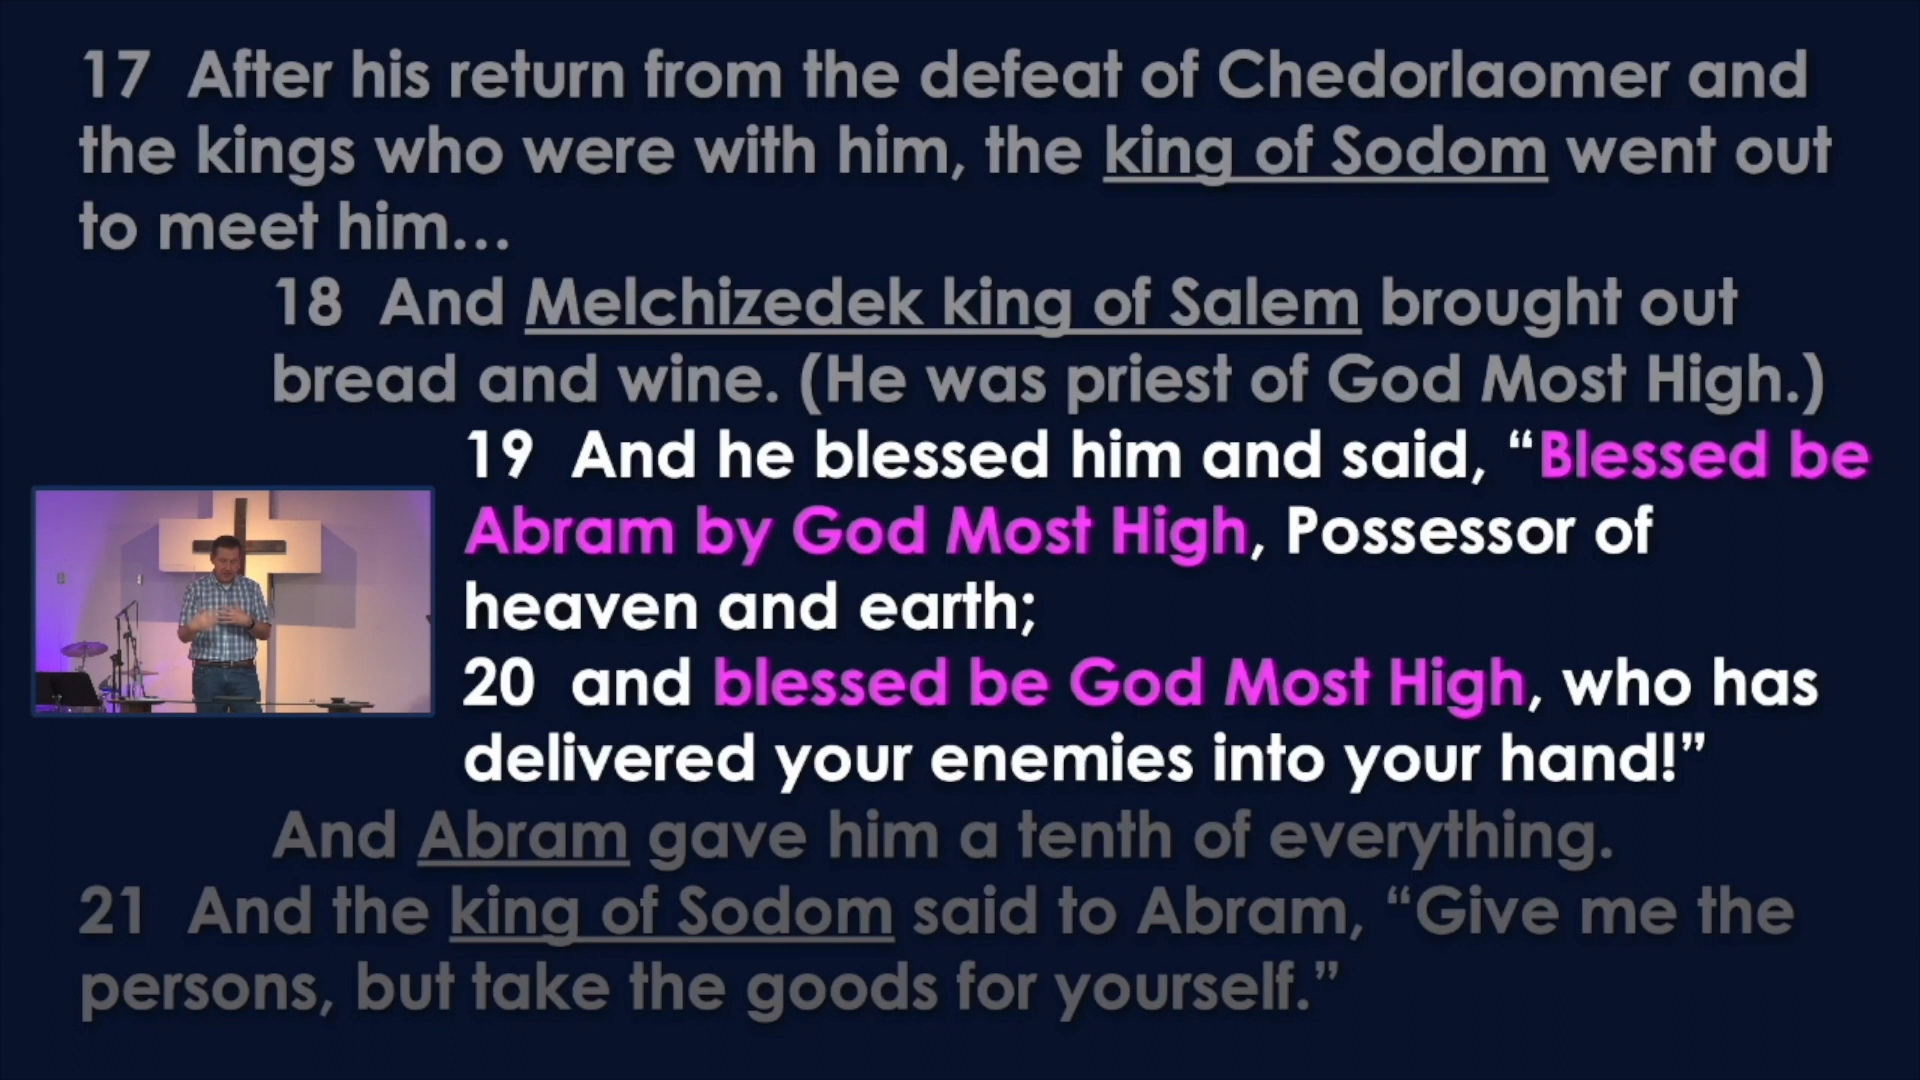 17 After his return from the defeat of Chedorlaomer and
the kings who were with him, the king of Sodom went out
to meet him…
18 And Melchizedek king of Salem brought out
bread and wine. (He was priest of God Most High.)
19 And he blessed him and said, “Blessed be
Abram by God Most High, Possessor of
heaven and earth;
20 and blessed be God Most High, who has
delivered your enemies into your hand!”
And Abram gave him a tenth of everything.
21 And the king of Sodom said to Abram, “Give me the
persons, but take the goods for yourself.”